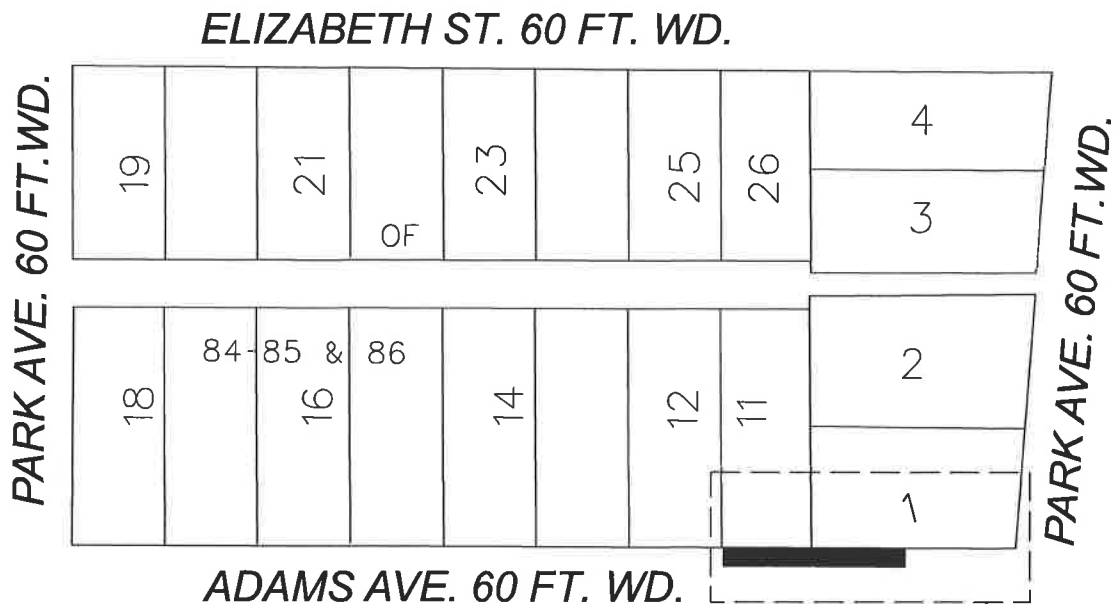 ELIZABETH ST. 60 FT. WD.
PARK AVE. 60 FT.WD.
PARK AVE. 60 FT.WD.
19
21
23
25
26
4
3
OF
84-85 & 86
18
16
14
12
11
2
1
ADAMS AVE. 60 FT. WD.